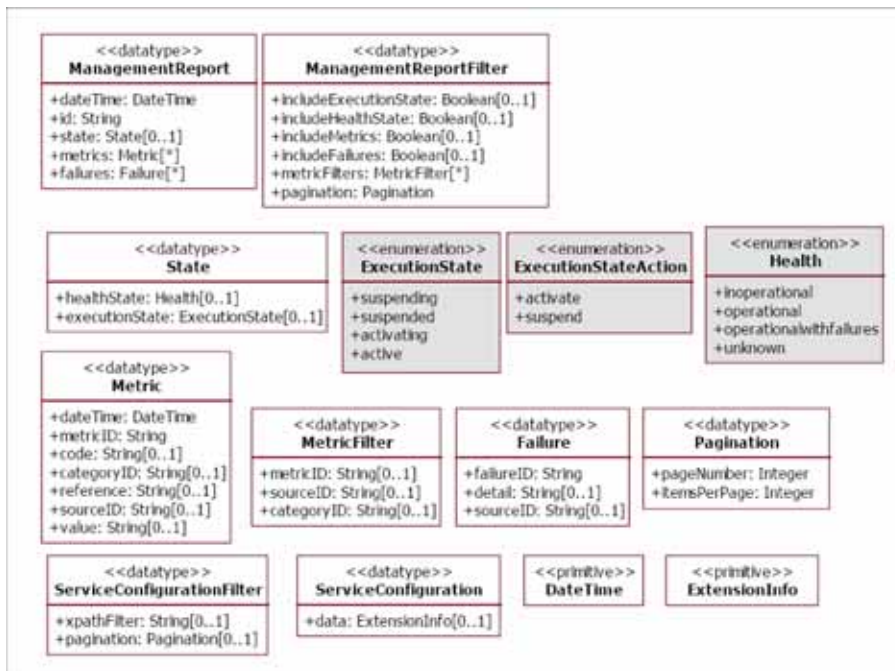 <<datatype>>
ManagementReport
+dateTime: DateTime
+id: String
+state: State[0..1]
+metrics: Metric[*]
+failures: Failure[*]
<<datatype>>
ManagementReportFilter
+includeExecutionState: Boolean[0..1]
+includeHealthState: Boolean[0..1]
+includeMetrics: Boolean[0..1]
+includeFailures: Boolean[0..1]
+metricFilters: MetricFilter[*]
+pagination: Pagination
<<datatype>>
State
+healthState: Health[0..1]
+executionState: ExecutionState[0..1]
<<enumeration>>
ExecutionState
+suspending
+suspended
+activating
+active
<<enumeration>>
ExecutionStateAction
+activate
+suspend
<<enumeration>>
Health
+inoperational
+operational
+operationalwithfailures
+unknown
<<datatype>>
Metric
+dateTime: DateTime
+metricID: String
+code: String[0..1]
+categoryID: String[0..1]
+reference: String[0..1]
+sourceID: String[0..1]
+value: String[0..1]
<<datatype>>
MetricFilter
+metricID: String[0..1]
+sourceID: String[0..1]
+categoryID: String[0..1]
<<datatype>>
Failure
+failureID: String
+detail: String[0..1]
+sourceID: String[0..1]
<<datatype>>
Pagination
+pageNumber: Integer
+itemsPerPage: Integer
<<datatype>>
ServiceConfigurationFilter
+xpathFilter: String[0..1]
+pagination: Pagination[0..1]
<<datatype>>
ServiceConfiguration
+data: ExtensionInfo[0..1]
<<primitive>>
DateTime
<<primitive>>
ExtensionInfo